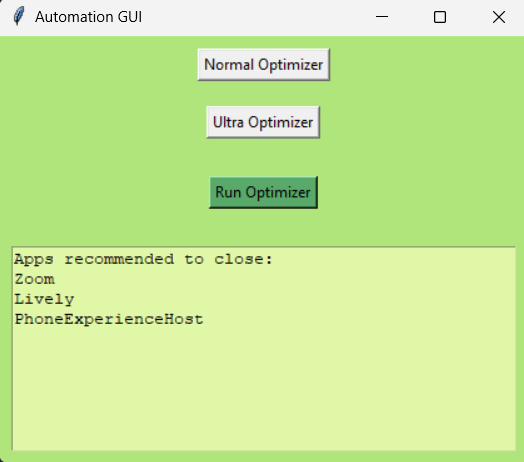 Automation GUI
Normal Optimizer
Ultra Optimizer
Run Optimizer
Apps recommended to close:
Zoom
Lively
PhoneExperienceHost